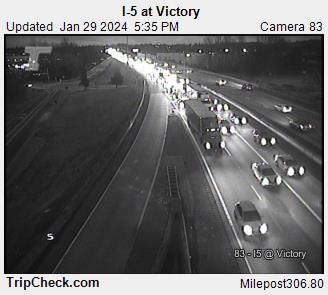 I-5 at Victory
Updated  Jan 29 2024  5:35 PM
Camera 83
S
83 - I5 @ Victory
TripCheck.com
Milepost306.80